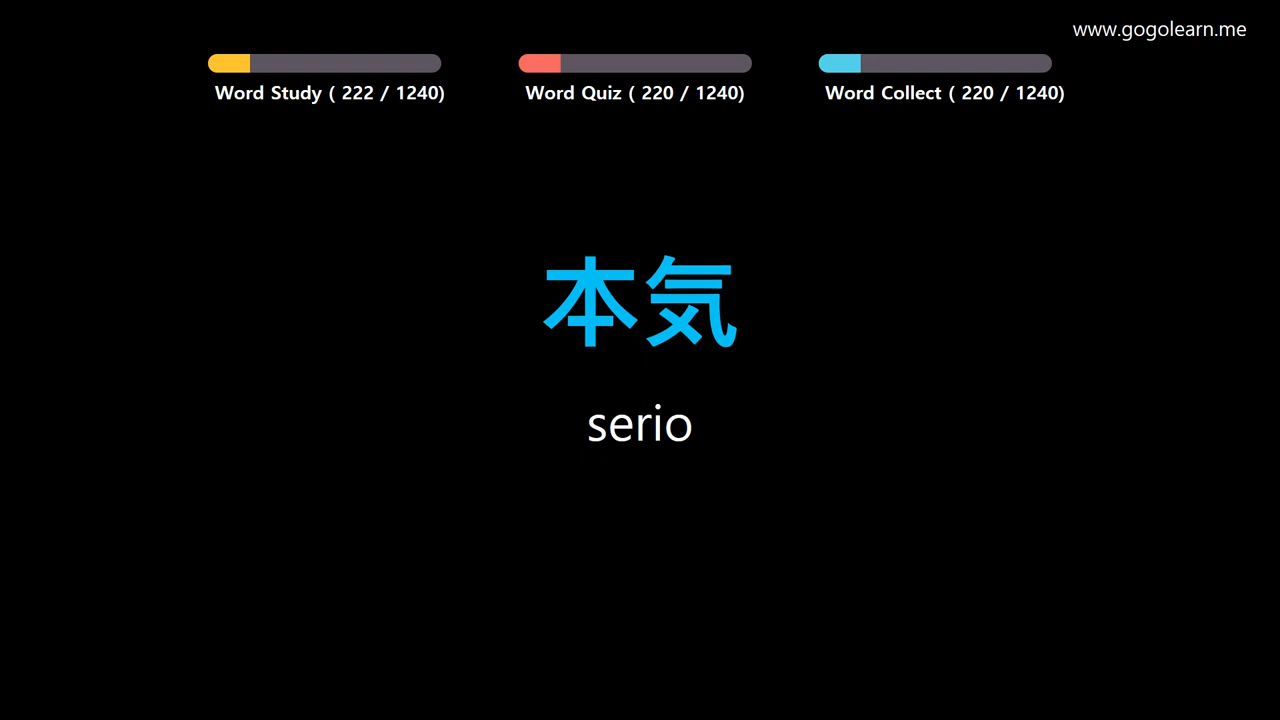 www.gogolearn.me
Word Study ( 222 / 1240)
Word Quiz ( 220 / 1240)
Word Collect ( 220 / 1240)
本気
serio